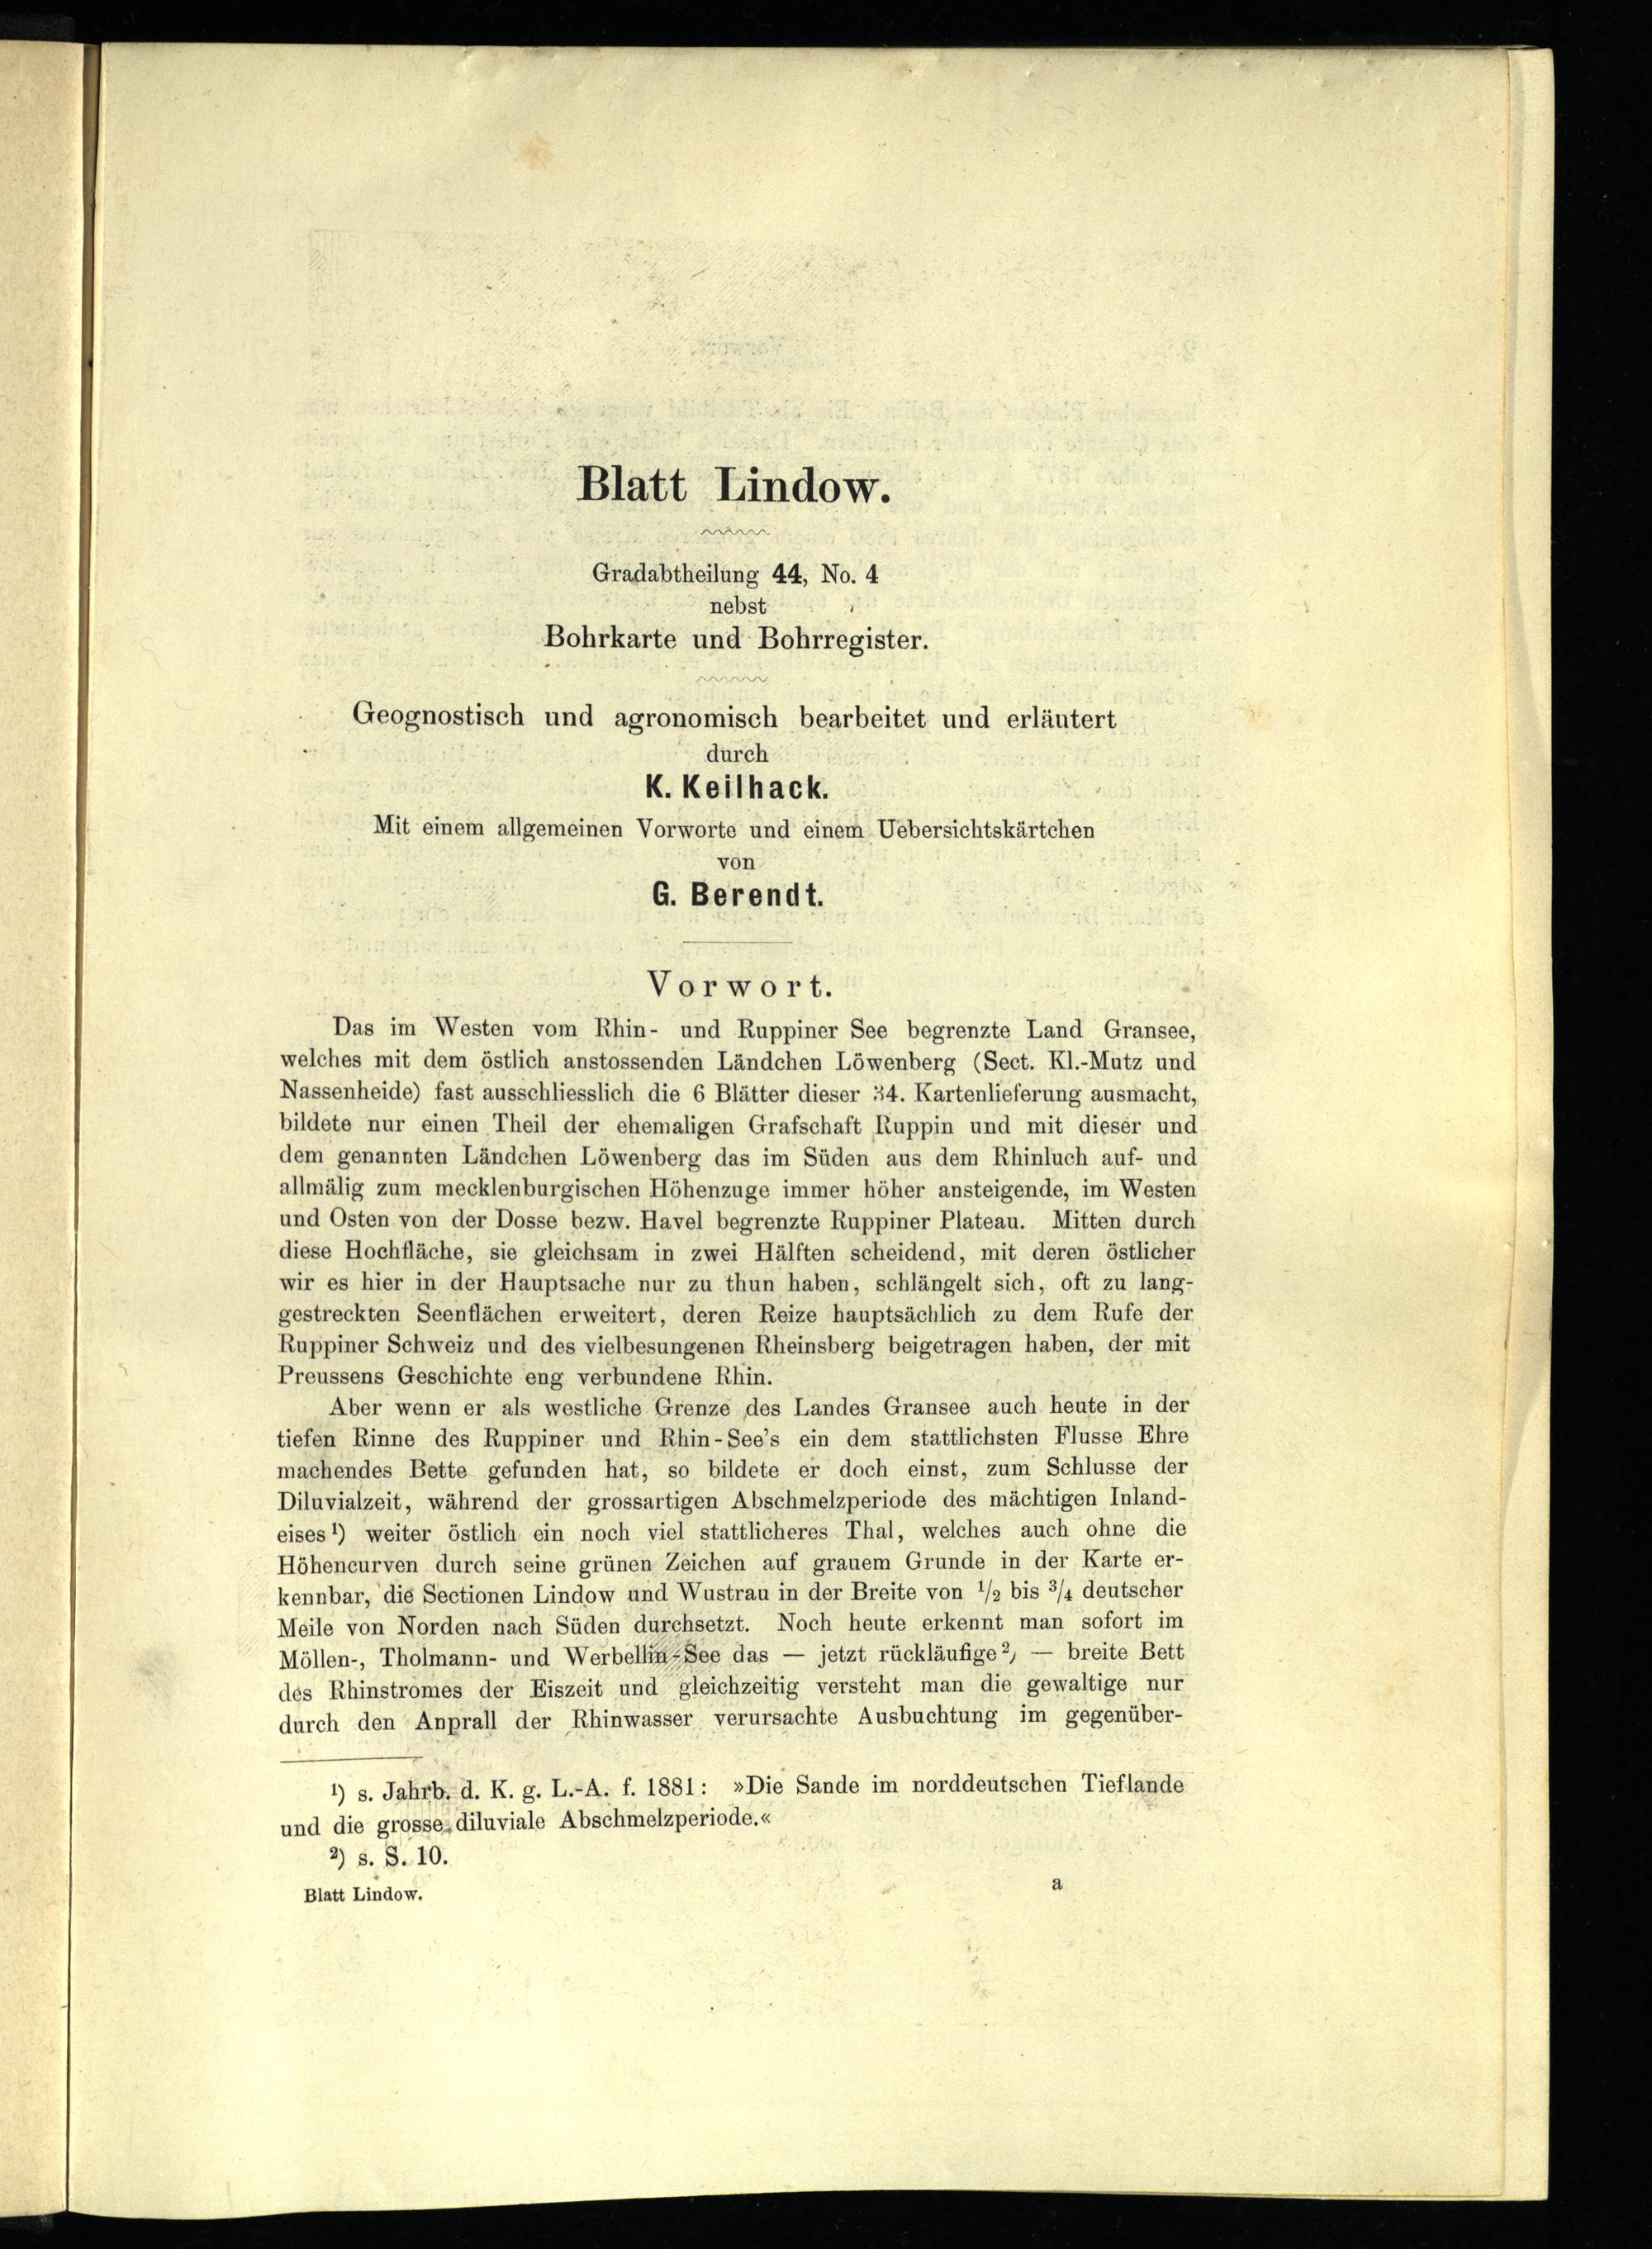 Blatt Lindow.
Gradabtheilung 44, No. 4
nebst
Bohrkarte und Bohrregister.
Geognostisch und agronomisch bearbeitet und erläutert
durch
K. Keilhack.
Mit einem allgemeinen Vorworte und einem Uebersichtskärtchen
von
G. Berendt.
Vorwort.
Das im Westen vom Rhin- und Ruppiner See begrenzte Land Gransee,
welches mit dem östlich anstossenden Ländchen Löwenberg (Sect. Kl.-Mutz und
Nassenheide) fast ausschliesslich die 6 Blätter dieser 34. Kartenlieferung ausmacht,
bildete nur einen Theil der ehemaligen Grafschaft Ruppin und mit dieser und
dem genannten Ländchen Löwenberg das im Süden aus dem Rhinluch auf- und
allmälig zum mecklenburgischen Höhenzuge immer höher ansteigende, im Westen
und Osten von der Dosse bezw. Havel begrenzte Ruppiner Plateau. Mitten durch
diese Hochfläche, sie gleichsam in zwei Hälften scheidend, mit deren östlicher
wir es hier in der Hauptsache nur zu thun haben, schlängelt sich, oft zu lang-
gestreckten Seenflächen erweitert, deren Reize hauptsächlich zu dem Rufe der
Ruppiner Schweiz und des vielbesungenen Rheinsberg beigetragen haben, der mit
Preussens Geschichte eng verbundene Rhin.
Aber wenn er als westliche Grenze des Landes Gransee auch heute in der
tiefen Rinne des Ruppiner und Rhin-See's ein dem stattlichsten Flusse Ehre
machendes Bette gefunden hat, so bildete er doch einst, zum Schlusse der
Diluvialzeit, während der grossartigen Abschmelzperiode des mächtigen Inland-
eises¹) weiter östlich ein noch viel stattlicheres Thal, welches auch ohne die
Höhencurven durch seine grünen Zeichen auf grauem Grunde in der Karte er-
kennbar, die Sectionen Lindow und Wustrau in der Breite von ¹/₂ bis ³/₄ deutscher
Meile von Norden nach Süden durchsetzt. Noch heute erkennt man sofort im
Möllen-, Tholmann- und Werbellin-See das — jetzt rückläufige²) — breite Bett
des Rhinstromes der Eiszeit und gleichzeitig versteht man die gewaltige nur
durch den Anprall der Rhinwasser verursachte Ausbuchtung im gegenüber-
¹) s. Jahrb. d. K. g. L.-A. f. 1881: »Die Sande im norddeutschen Tieflande
und die grosse diluviale Abschmelzperiode.«
²) s. S. 10.
Blatt Lindow. a